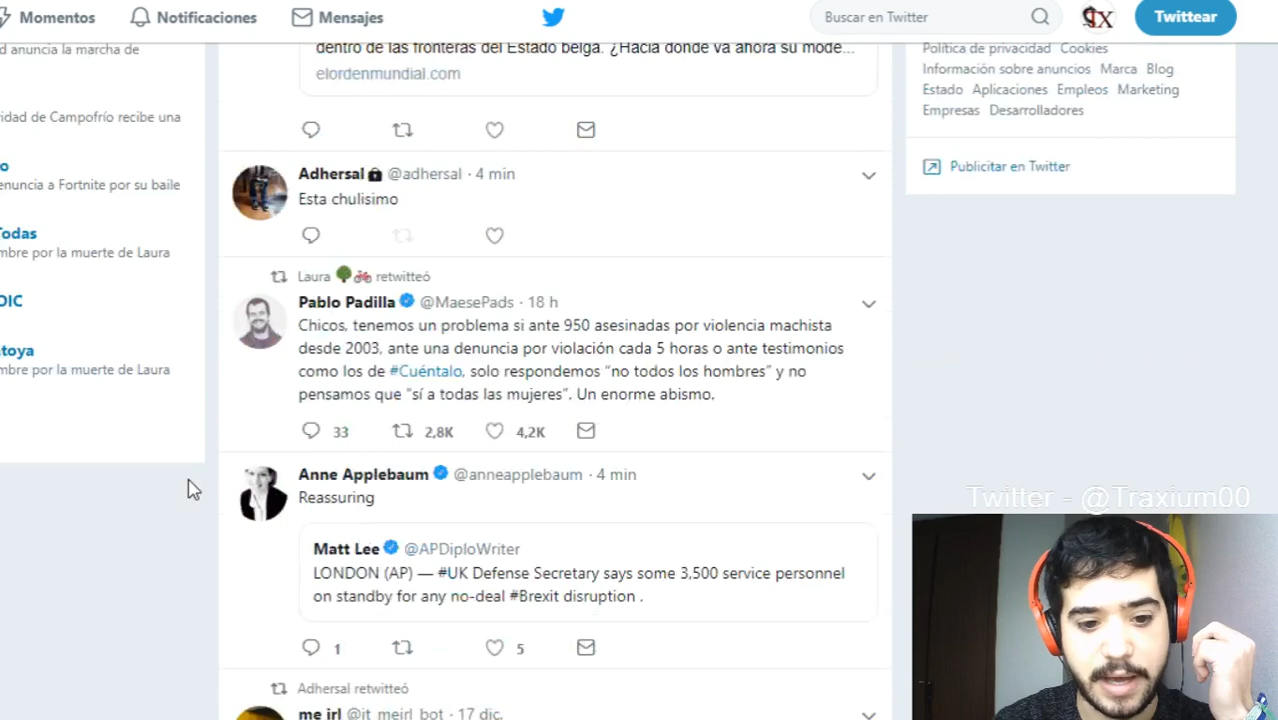 Momentos
Notificaciones
Mensajes
Buscar en Twitter
Twittear
d anuncia la marcha de
idad de Campofrío recibe una
o
enuncia a Fortnite por su baile
Todas
mbre por la muerte de Laura
OIC
toya
mbre por la muerte de Laura
dentro de las fronteras del Estado belga. ¿Hacia dónde va ahora su mode...
elordenmundial.com
Adhersal @adhersal · 4 min
Esta chulisimo
Laura retwitteó
Pablo Padilla @MaesePads · 18 h
Chicos, tenemos un problema si ante 950 asesinadas por violencia machista
desde 2003, ante una denuncia por violación cada 5 horas o ante testimonios
como los de #Cuéntalo, solo respondemos “no todos los hombres” y no
pensamos que “sí a todas las mujeres”. Un enorme abismo.
33 2,8K 4,2K
Anne Applebaum @anneapplebaum · 4 min
Reassuring
Matt Lee @APDiploWriter
LONDON (AP) — #UK Defense Secretary says some 3,500 service personnel
on standby for any no-deal #Brexit disruption .
1 5
Adhersal retwitteó
me irl @it_meirl_bot · 17 dic.
Política de privacidad Cookies
Información sobre anuncios Marca Blog
Estado Aplicaciones Empleos Marketing
Empresas Desarrolladores
Publicitar en Twitter
Twitter - @Traxium00